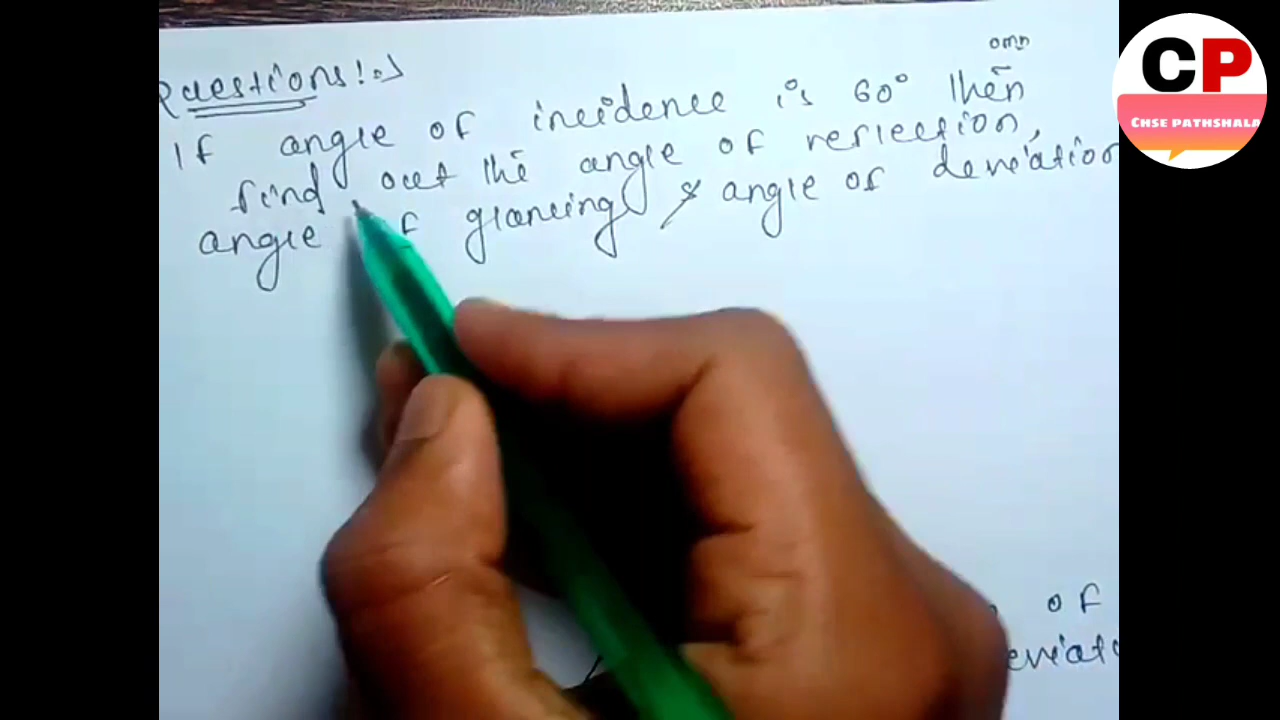 Questions:-
If angle of incidence is 60° then
find out the angle of reflection,
angle of glancing & angle of deviation
of
CP
CHSE PATHSHALA